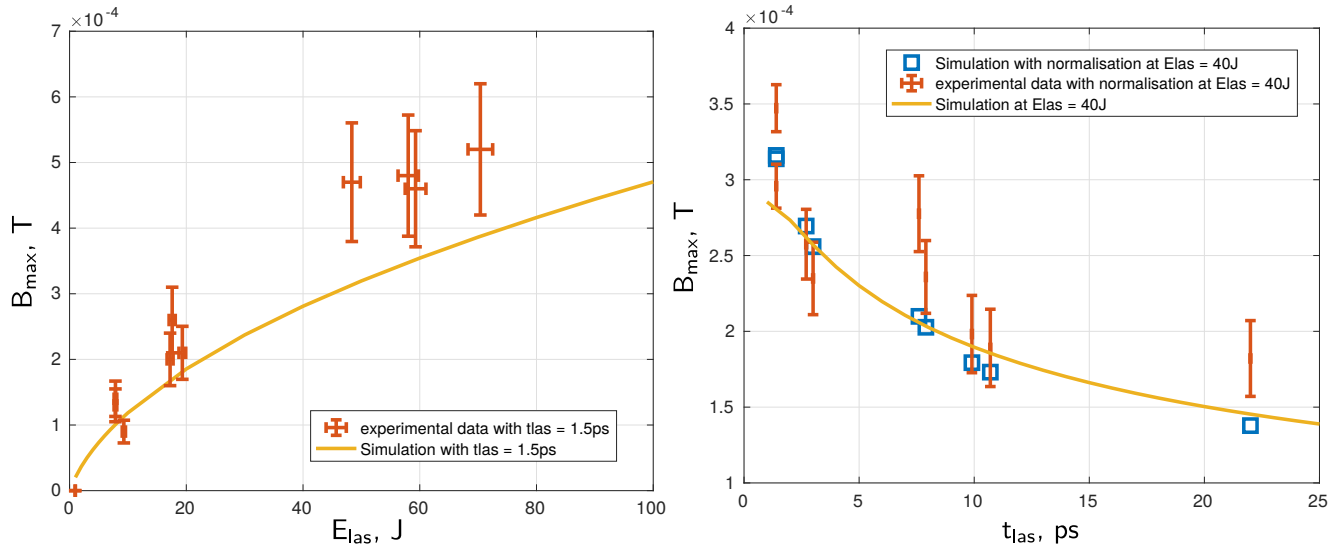 ×10⁻⁴
7
6
5
4
3
2
1
0
B_max, T
experimental data with tlas = 1.5ps
Simulation with tlas = 1.5ps
0 20 40 60 80 100
E_las, J
×10⁻⁴
4
3.5
3
2.5
2
1.5
1
B_max, T
Simulation with normalisation at Elas = 40J
experimental data with normalisation at Elas = 40J
Simulation at Elas = 40J
0 5 10 15 20 25
t_las, ps